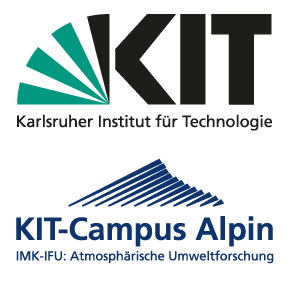 KIT
Karlsruher Institut für Technologie
KIT-Campus Alpin
IMK-IFU: Atmosphärische Umweltforschung